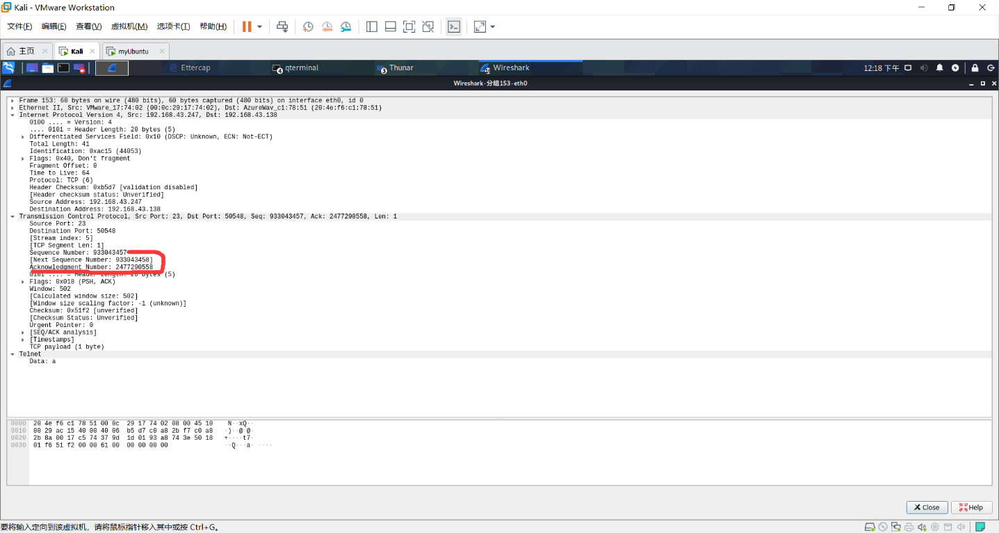 Kali - VMware Workstation
文件(F) 编辑(E) 查看(V) 虚拟机(M) 选项卡(T) 帮助(H)
主页 Kali myUbuntu
Ettercap qterminal Thunar Wireshark 12:18 下午
Wireshark·分组153·eth0
Frame 153: 60 bytes on wire (480 bits), 60 bytes captured (480 bits) on interface eth0, id 0
Ethernet II, Src: VMware_17:74:02 (00:0c:29:17:74:02), Dst: AzureWav_c1:78:51 (20:4e:f6:c1:78:51)
Internet Protocol Version 4, Src: 192.168.43.247, Dst: 192.168.43.138
0100 .... = Version: 4
.... 0101 = Header Length: 20 bytes (5)
Differentiated Services Field: 0x10 (DSCP: Unknown, ECN: Not-ECT)
Total Length: 41
Identification: 0xac15 (44053)
Flags: 0x40, Don't fragment
Fragment Offset: 0
Time to Live: 64
Protocol: TCP (6)
Header Checksum: 0xb5d7 [validation disabled]
[Header checksum status: Unverified]
Source Address: 192.168.43.247
Destination Address: 192.168.43.138
Transmission Control Protocol, Src Port: 23, Dst Port: 50548, Seq: 933043457, Ack: 2477290558, Len: 1
Source Port: 23
Destination Port: 50548
[Stream index: 5]
[TCP Segment Len: 1]
Sequence Number: 933043457
[Next Sequence Number: 933043458]
Acknowledgment Number: 2477290558
0101 .... = Header Length: 20 bytes (5)
Flags: 0x018 (PSH, ACK)
Window: 502
[Calculated window size: 502]
[Window size scaling factor: -1 (unknown)]
Checksum: 0x51f2 [unverified]
[Checksum Status: Unverified]
Urgent Pointer: 0
[SEQ/ACK analysis]
[Timestamps]
TCP payload (1 byte)
Telnet
Data: a
0000 20 4e f6 c1 78 51 00 0c 29 17 74 02 08 00 45 10 N··xQ··
0010 00 29 ac 15 40 00 40 06 b5 d7 c0 a8 2b f7 c0 a8 ·)··@·@·
0020 2b 8a 00 17 c5 74 37 9d 1d 01 93 a8 74 3e 50 18 +····t7·
0030 01 f6 51 f2 00 00 61 00 00 00 00 00 ··Q···a· ····
Close Help
要将输入定向到该虚拟机，请将鼠标指针移入其中或按 Ctrl+G。